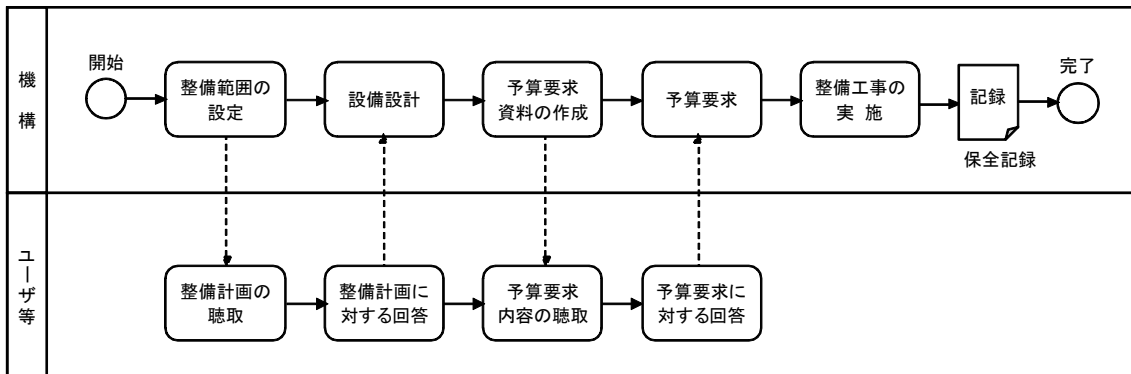 機構
開始
整備範囲の
設定
設備設計
予算要求
資料の作成
予算要求
整備工事の
実 施
記録
保全記録
完了
ユーザ等
整備計画の
聴取
整備計画に
対する回答
予算要求
内容の聴取
予算要求に
対する回答